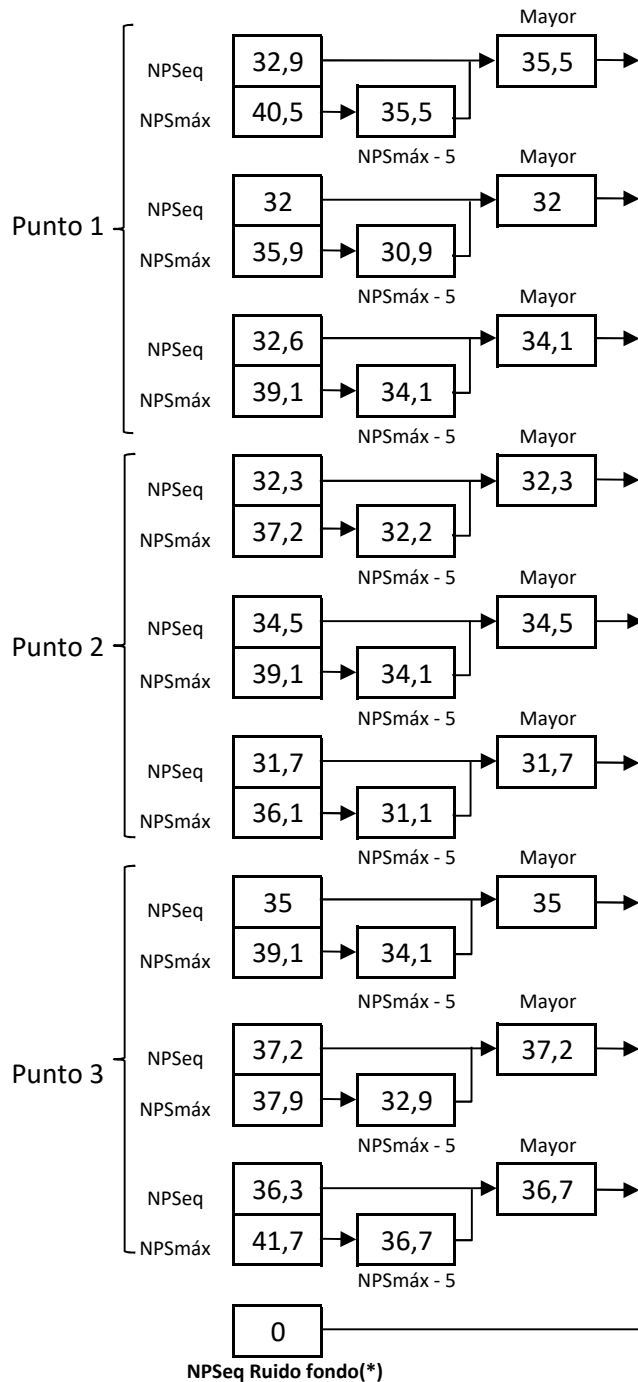 Mayor
NPSeq 32,9 35,5
NPSmáx 40,5 35,5
NPSmáx - 5 Mayor
Punto 1
NPSeq 32 32
NPSmáx 35,9 30,9
NPSmáx - 5 Mayor
NPSeq 32,6 34,1
NPSmáx 39,1 34,1
NPSmáx - 5 Mayor
NPSeq 32,3 32,3
NPSmáx 37,2 32,2
NPSmáx - 5 Mayor
Punto 2
NPSeq 34,5 34,5
NPSmáx 39,1 34,1
NPSmáx - 5 Mayor
NPSeq 31,7 31,7
NPSmáx 36,1 31,1
NPSmáx - 5 Mayor
NPSeq 35 35
NPSmáx 39,1 34,1
NPSmáx - 5 Mayor
Punto 3
NPSeq 37,2 37,2
NPSmáx 37,9 32,9
NPSmáx - 5 Mayor
NPSeq 36,3 36,7
NPSmáx 41,7 36,7
NPSmáx - 5
0
NPSeq Ruido fondo(*)